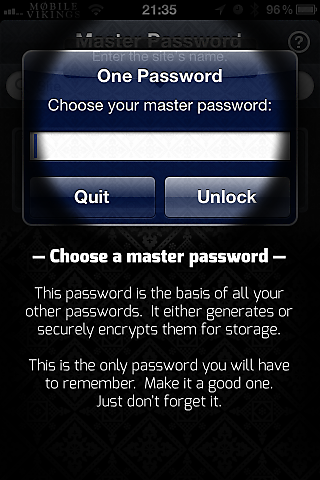 MOBILE
VIKINGS
21:35
96%
Master Password
?
Enter the site's name.
One Password
Choose your master password:
Quit
Unlock
— Choose a master password —
This password is the basis of all your
other passwords. It either generates or
securely encrypts them for storage.
This is the only password you will have
to remember. Make it a good one.
Just don't forget it.